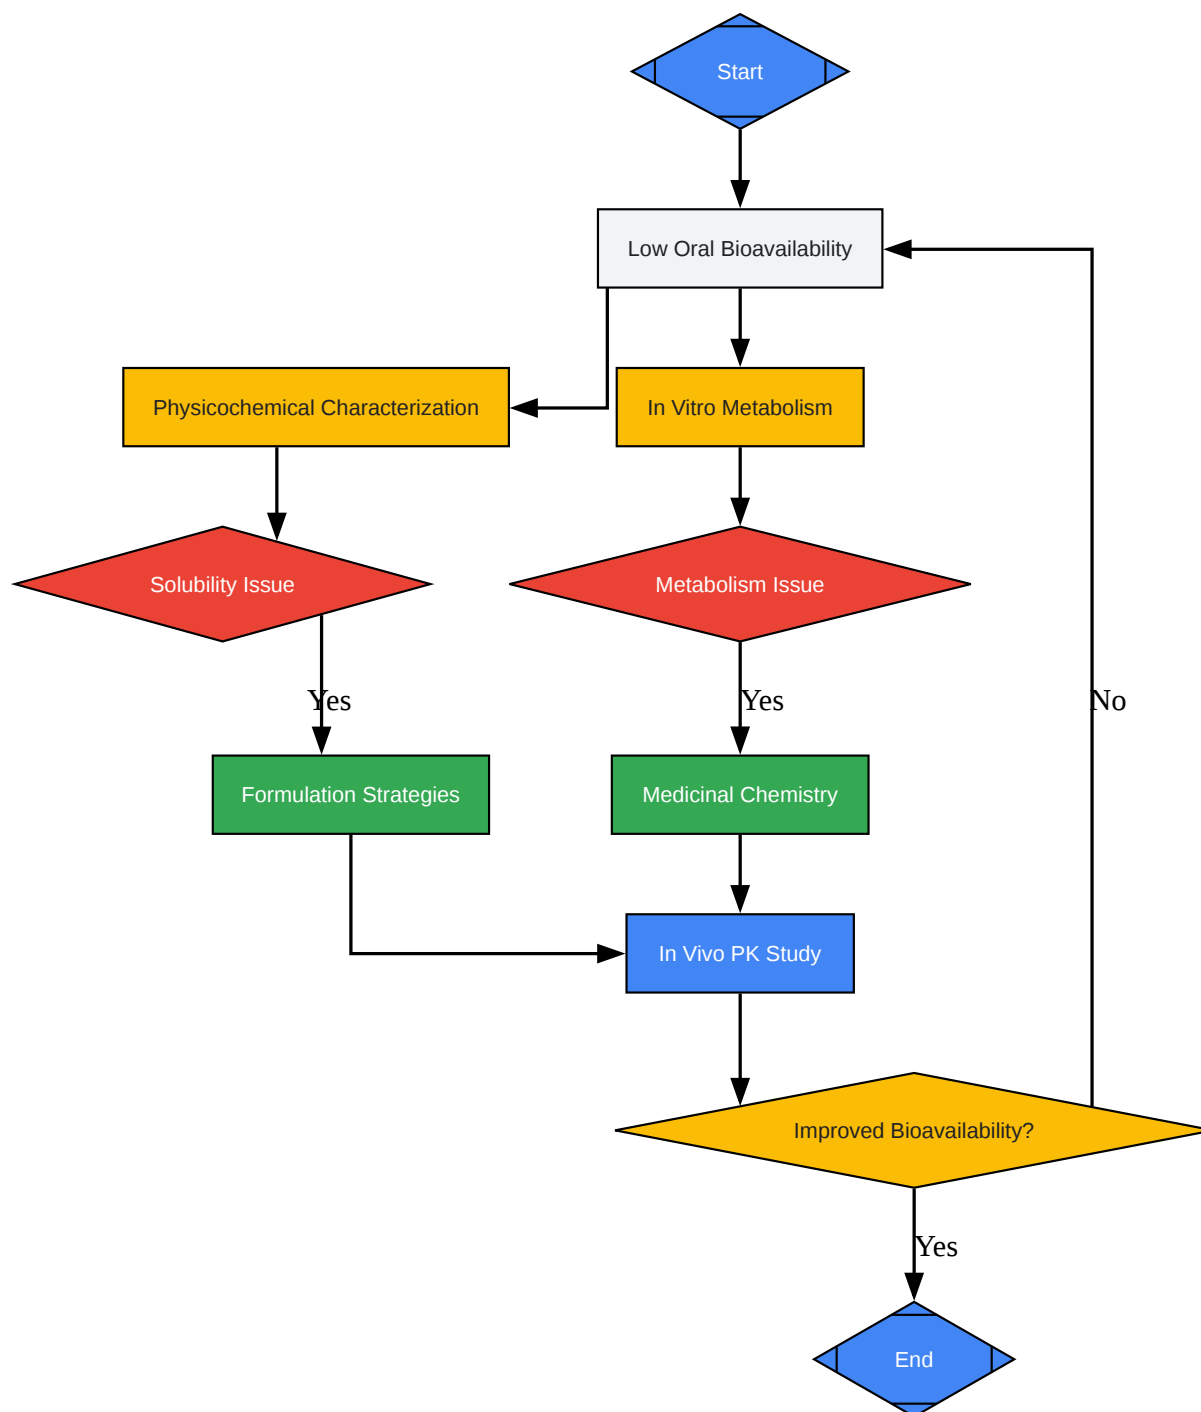 Start
Low Oral Bioavailability
Physicochemical Characterization
In Vitro Metabolism
Solubility Issue
Metabolism Issue
Yes
Yes
No
Formulation Strategies
Medicinal Chemistry
In Vivo PK Study
Improved Bioavailability?
Yes
End